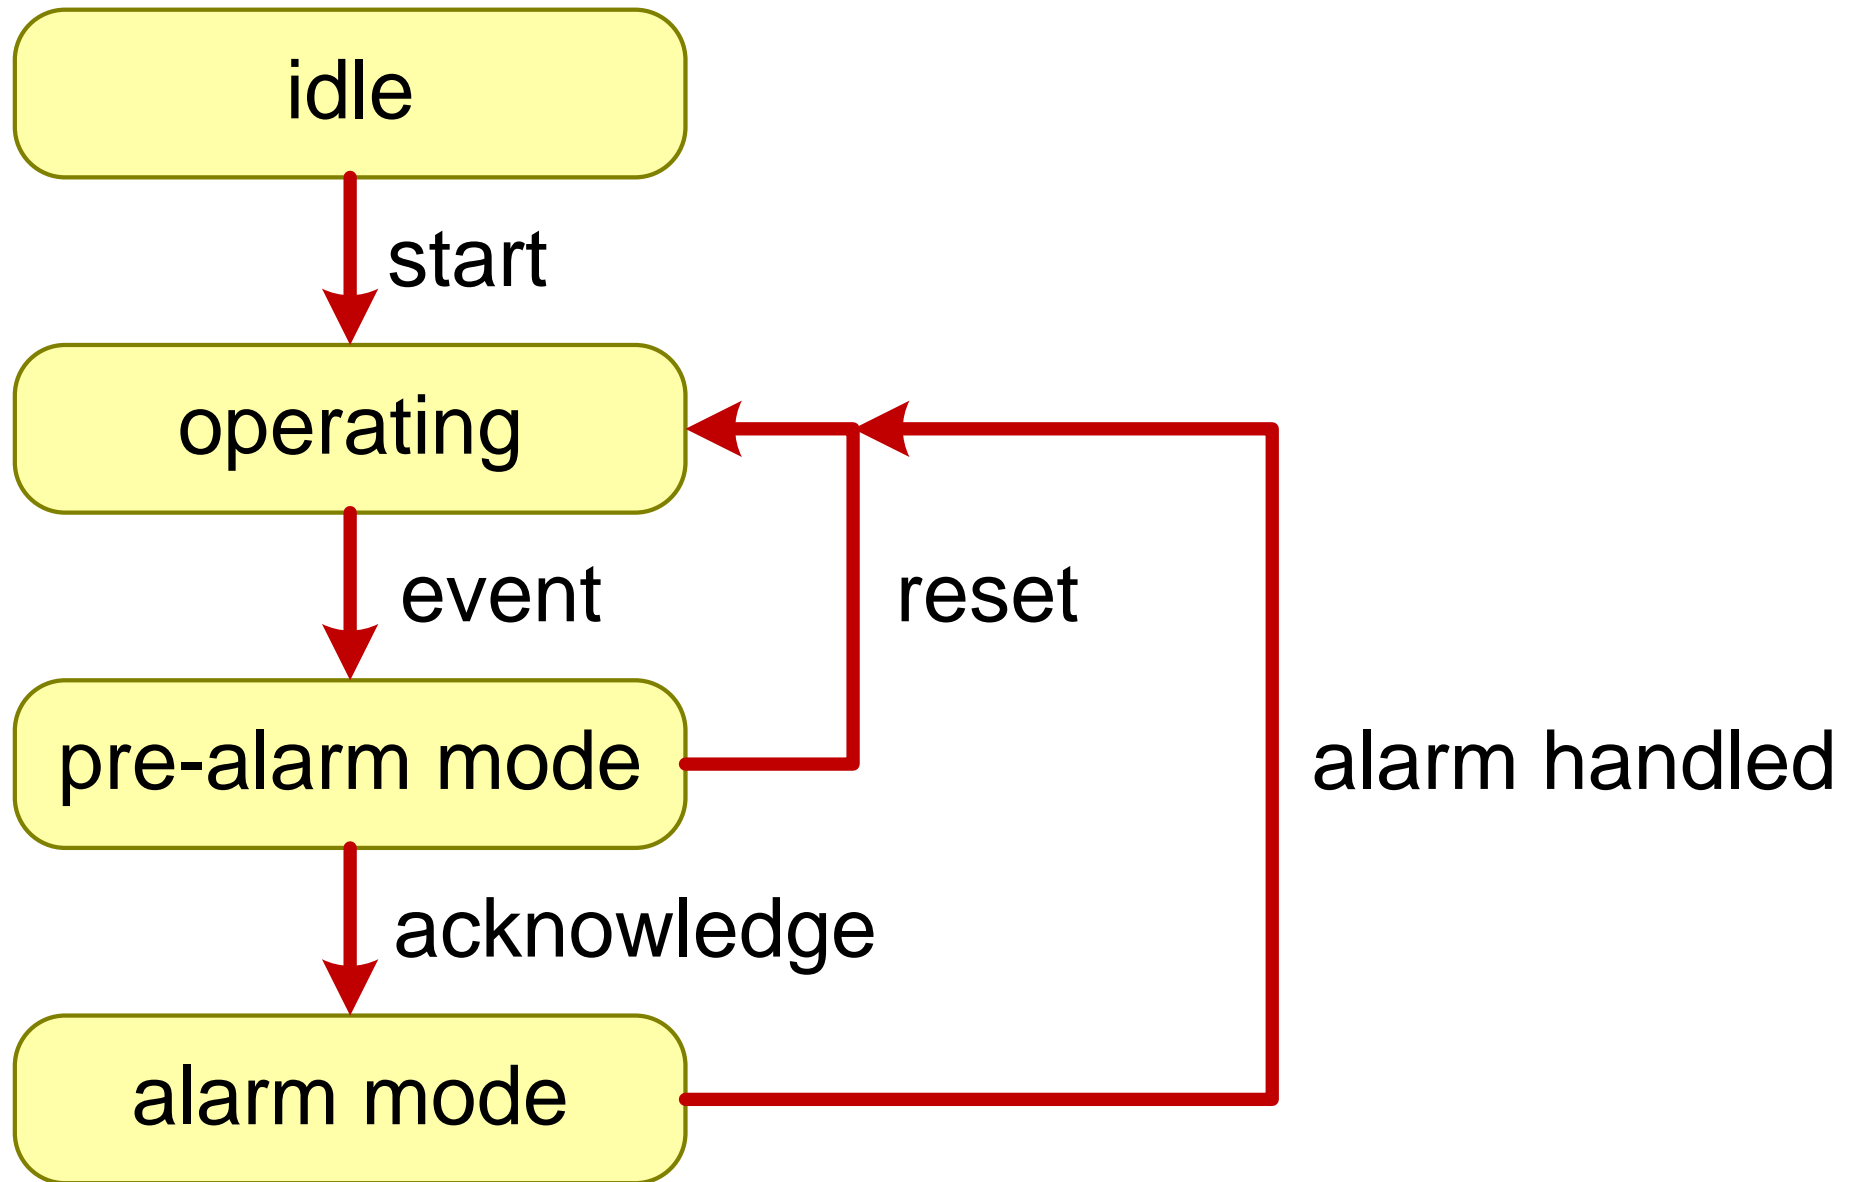 idle
start
operating
event
reset
pre-alarm mode
alarm handled
acknowledge
alarm mode